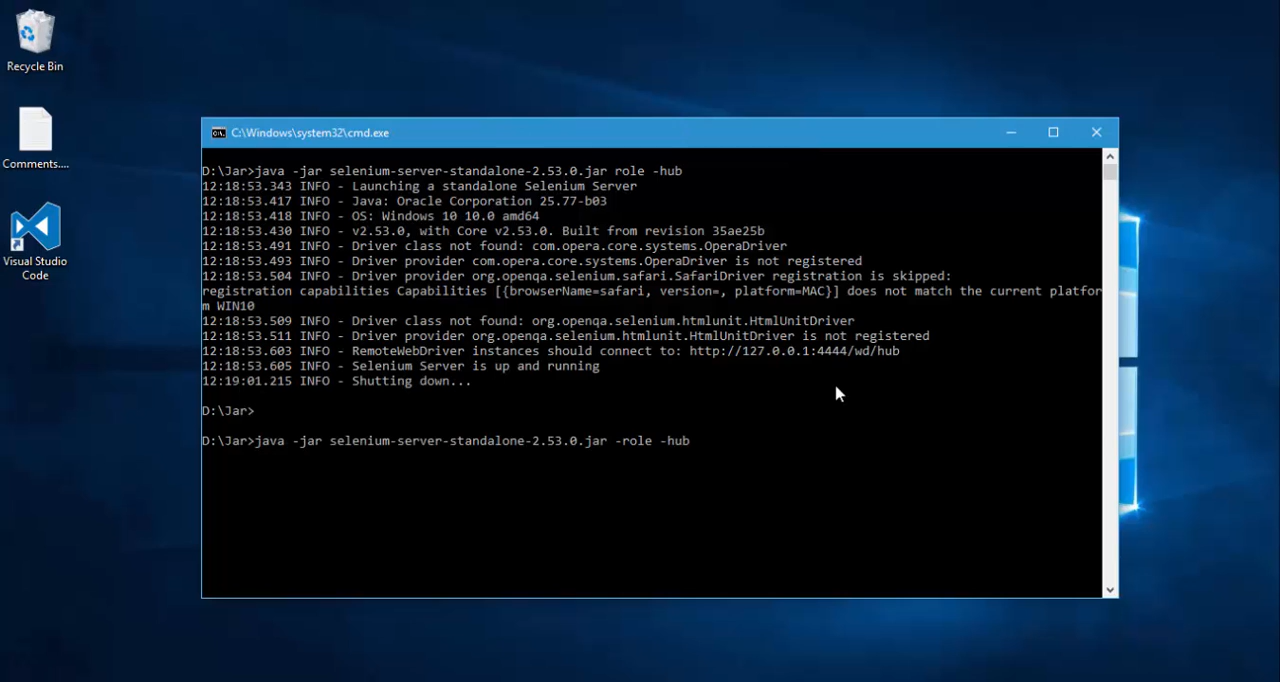 Recycle Bin
Comments....
Visual Studio
Code
C:\Windows\system32\cmd.exe
D:\Jar>java -jar selenium-server-standalone-2.53.0.jar role -hub
12:18:53.343 INFO - Launching a standalone Selenium Server
12:18:53.417 INFO - Java: Oracle Corporation 25.77-b03
12:18:53.418 INFO - OS: Windows 10 10.0 amd64
12:18:53.430 INFO - v2.53.0, with Core v2.53.0. Built from revision 35ae25b
12:18:53.491 INFO - Driver class not found: com.opera.core.systems.OperaDriver
12:18:53.493 INFO - Driver provider com.opera.core.systems.OperaDriver is not registered
12:18:53.504 INFO - Driver provider org.openqa.selenium.safari.SafariDriver registration is skipped:
registration capabilities Capabilities [{browserName=safari, version=, platform=MAC}] does not match the current platfor
m WIN10
12:18:53.509 INFO - Driver class not found: org.openqa.selenium.htmlunit.HtmlUnitDriver
12:18:53.511 INFO - Driver provider org.openqa.selenium.htmlunit.HtmlUnitDriver is not registered
12:18:53.603 INFO - RemoteWebDriver instances should connect to: http://127.0.0.1:4444/wd/hub
12:18:53.605 INFO - Selenium Server is up and running
12:19:01.215 INFO - Shutting down...
D:\Jar>
D:\Jar>java -jar selenium-server-standalone-2.53.0.jar -role -hub